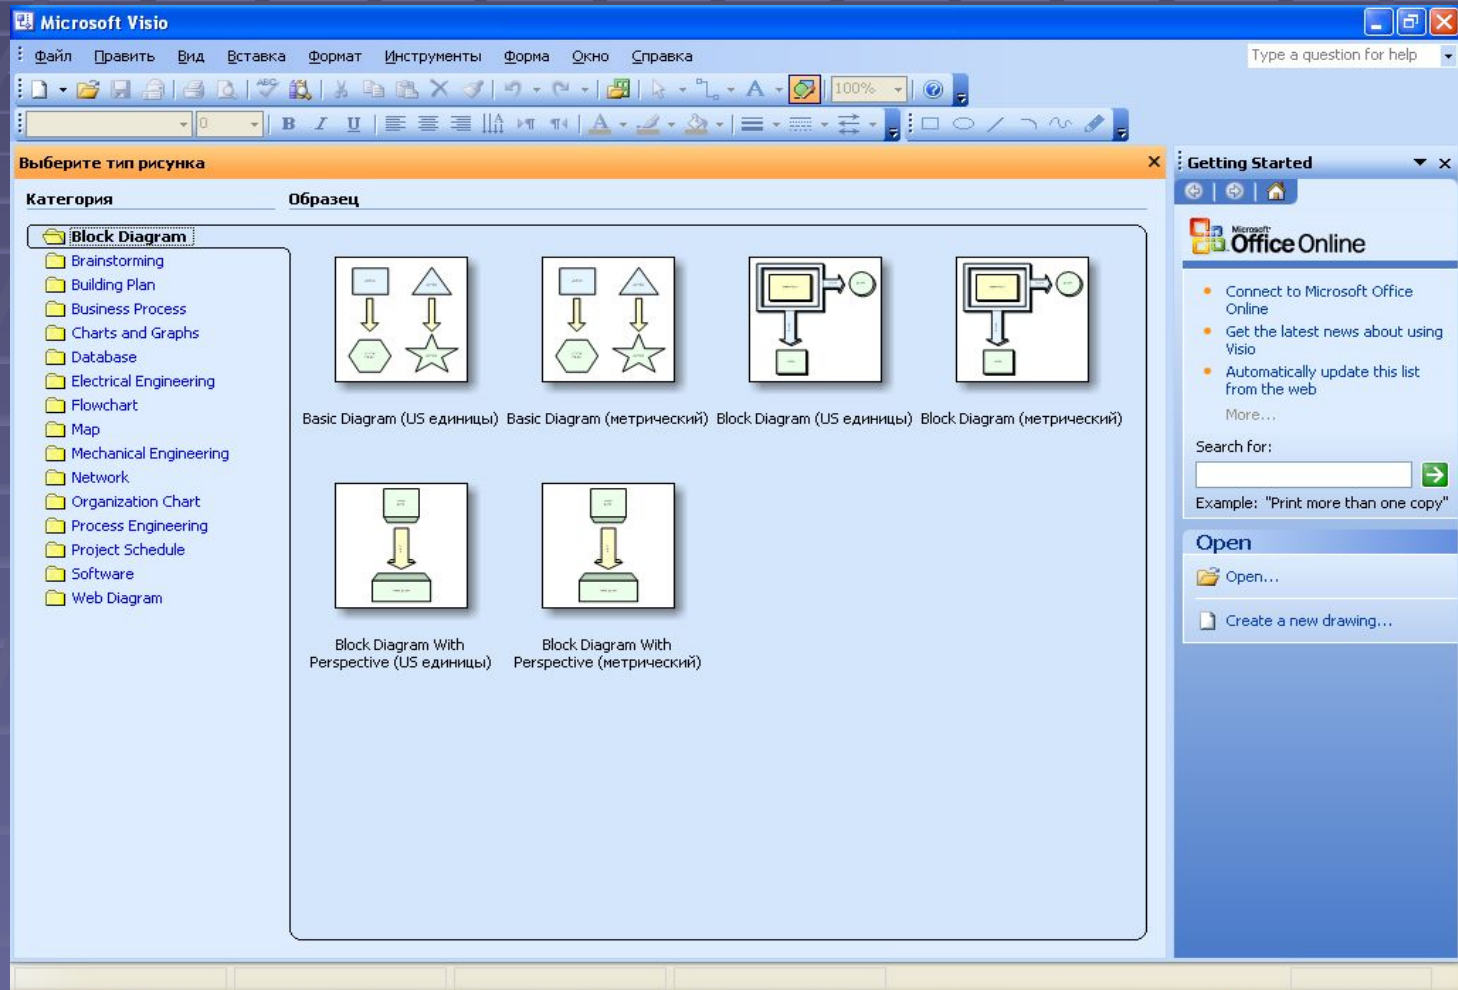 Microsoft Visio
Файл Править Вид Вставка Формат Инструменты Форма Окно Справка
Type a question for help
ABC
100%
0
B I U
A
Выберите тип рисунка
Категория
Образец
Block Diagram
Brainstorming
Building Plan
Business Process
Charts and Graphs
Database
Electrical Engineering
Flowchart
Map
Mechanical Engineering
Network
Organization Chart
Process Engineering
Project Schedule
Software
Web Diagram
Basic Diagram (US единицы)
Basic Diagram (метрический)
Block Diagram (US единицы)
Block Diagram (метрический)
Block Diagram With
Perspective (US единицы)
Block Diagram With
Perspective (метрический)
Getting Started
Microsoft
Office Online
Connect to Microsoft Office
Online
Get the latest news about using
Visio
Automatically update this list
from the web
More...
Search for:
Example: "Print more than one copy"
Open
Open...
Create a new drawing...